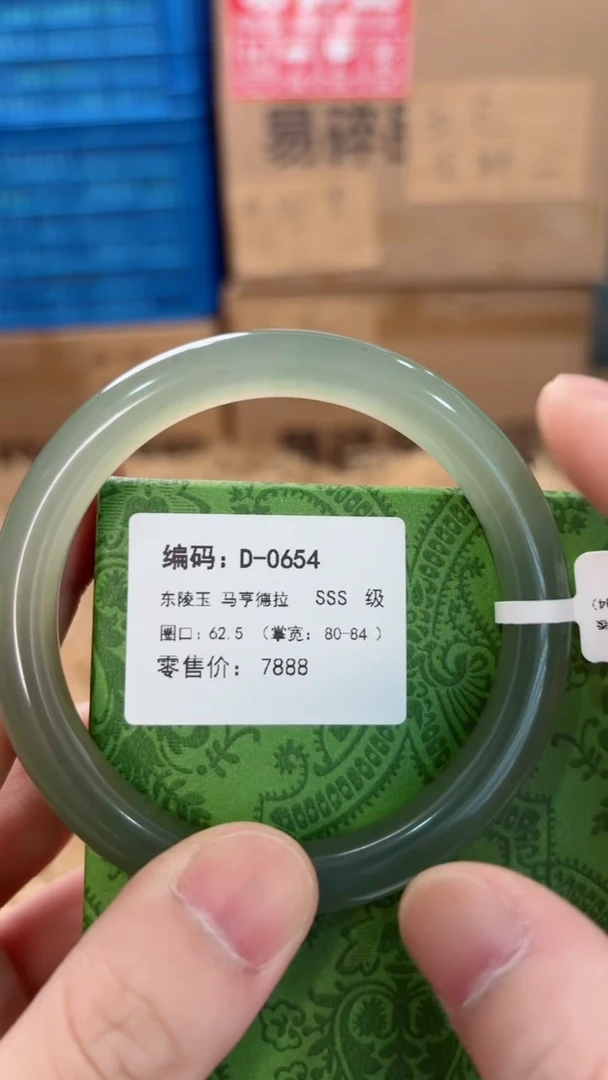 易碎
编码：D-0654
东陵玉 马亨德拉 SSS 级
圈口：62.5 （掌宽：80-84 ）
零售价： 7888